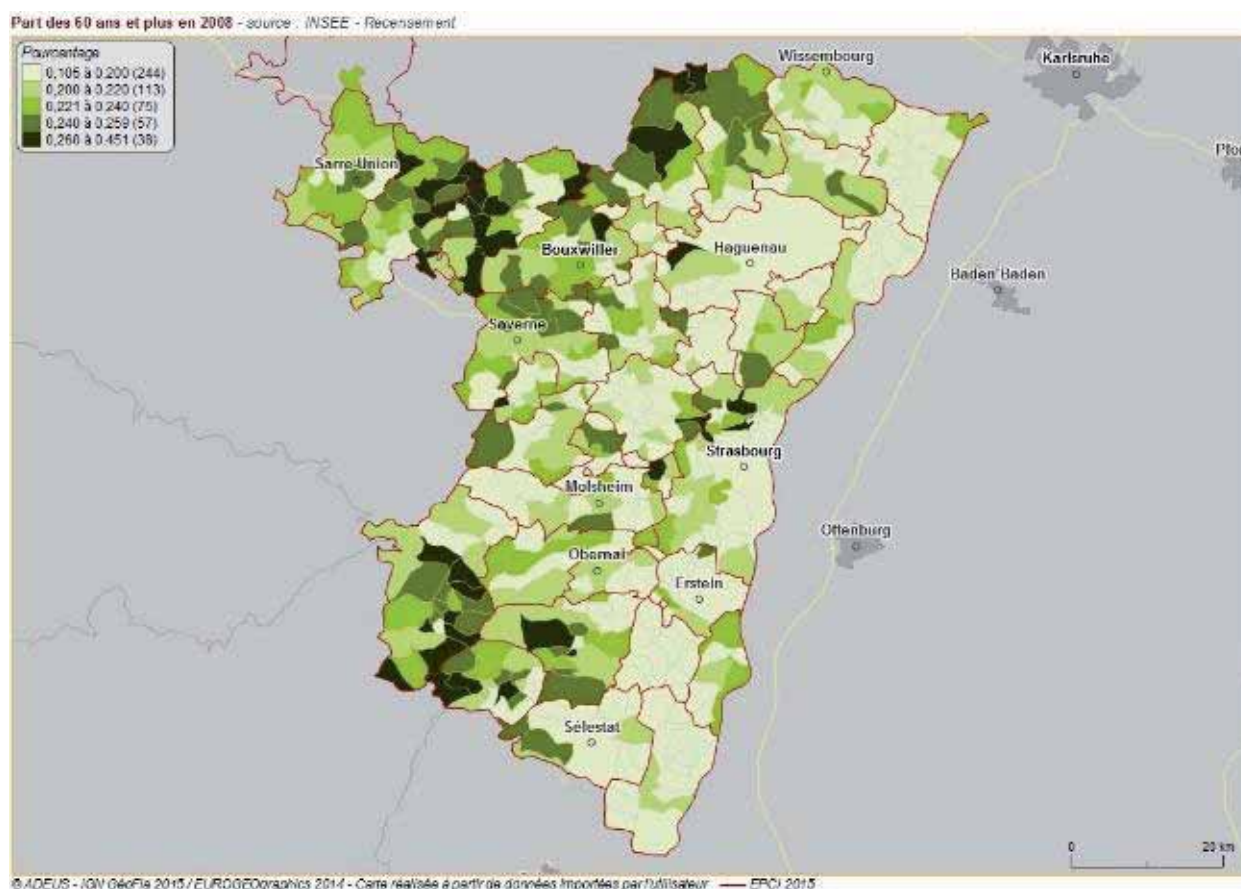 Part des 60 ans et plus en 2008 - source : INSEE - Recensement
Pourcentage
0,105 à 0,200 (244)
0,200 à 0,220 (113)
0,221 à 0,240 (75)
0,240 à 0,259 (57)
0,260 à 0,451 (38)
Wissembourg
Karlsruhe
Sarre-Union
Bouxwiller
Haguenau
Baden-Baden
Saverne
Strasbourg
Molsheim
Offenburg
Obernai
Erstein
Sélestat
0 20 km
© ADEUS - IGN GéoFla 2015 / EUROGEOgraphics 2014 - Carte réalisée à partir de données importées par l'utilisateur EPCI 2015